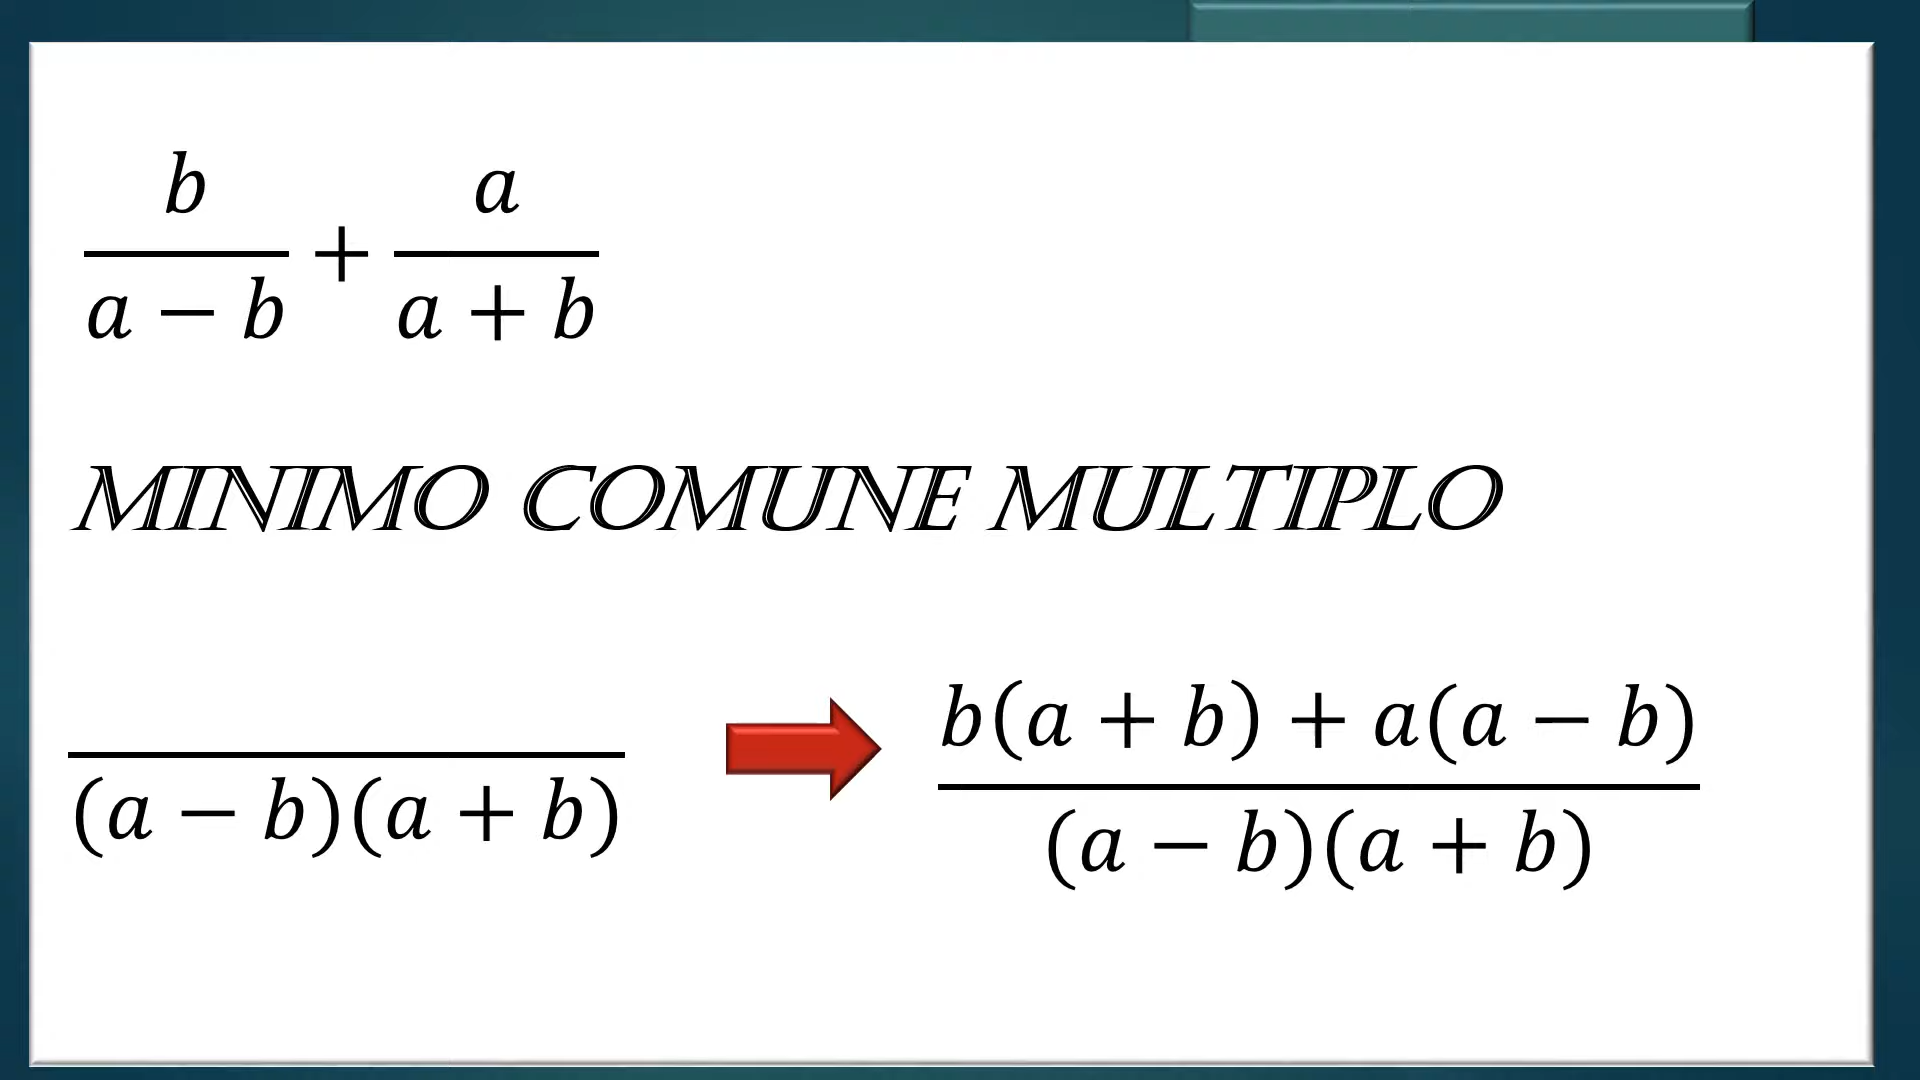 b/(a − b) + a/(a + b)
MINIMO COMUNE MULTIPLO
/((a − b)(a + b))
(b(a + b) + a(a − b))/((a − b)(a + b))